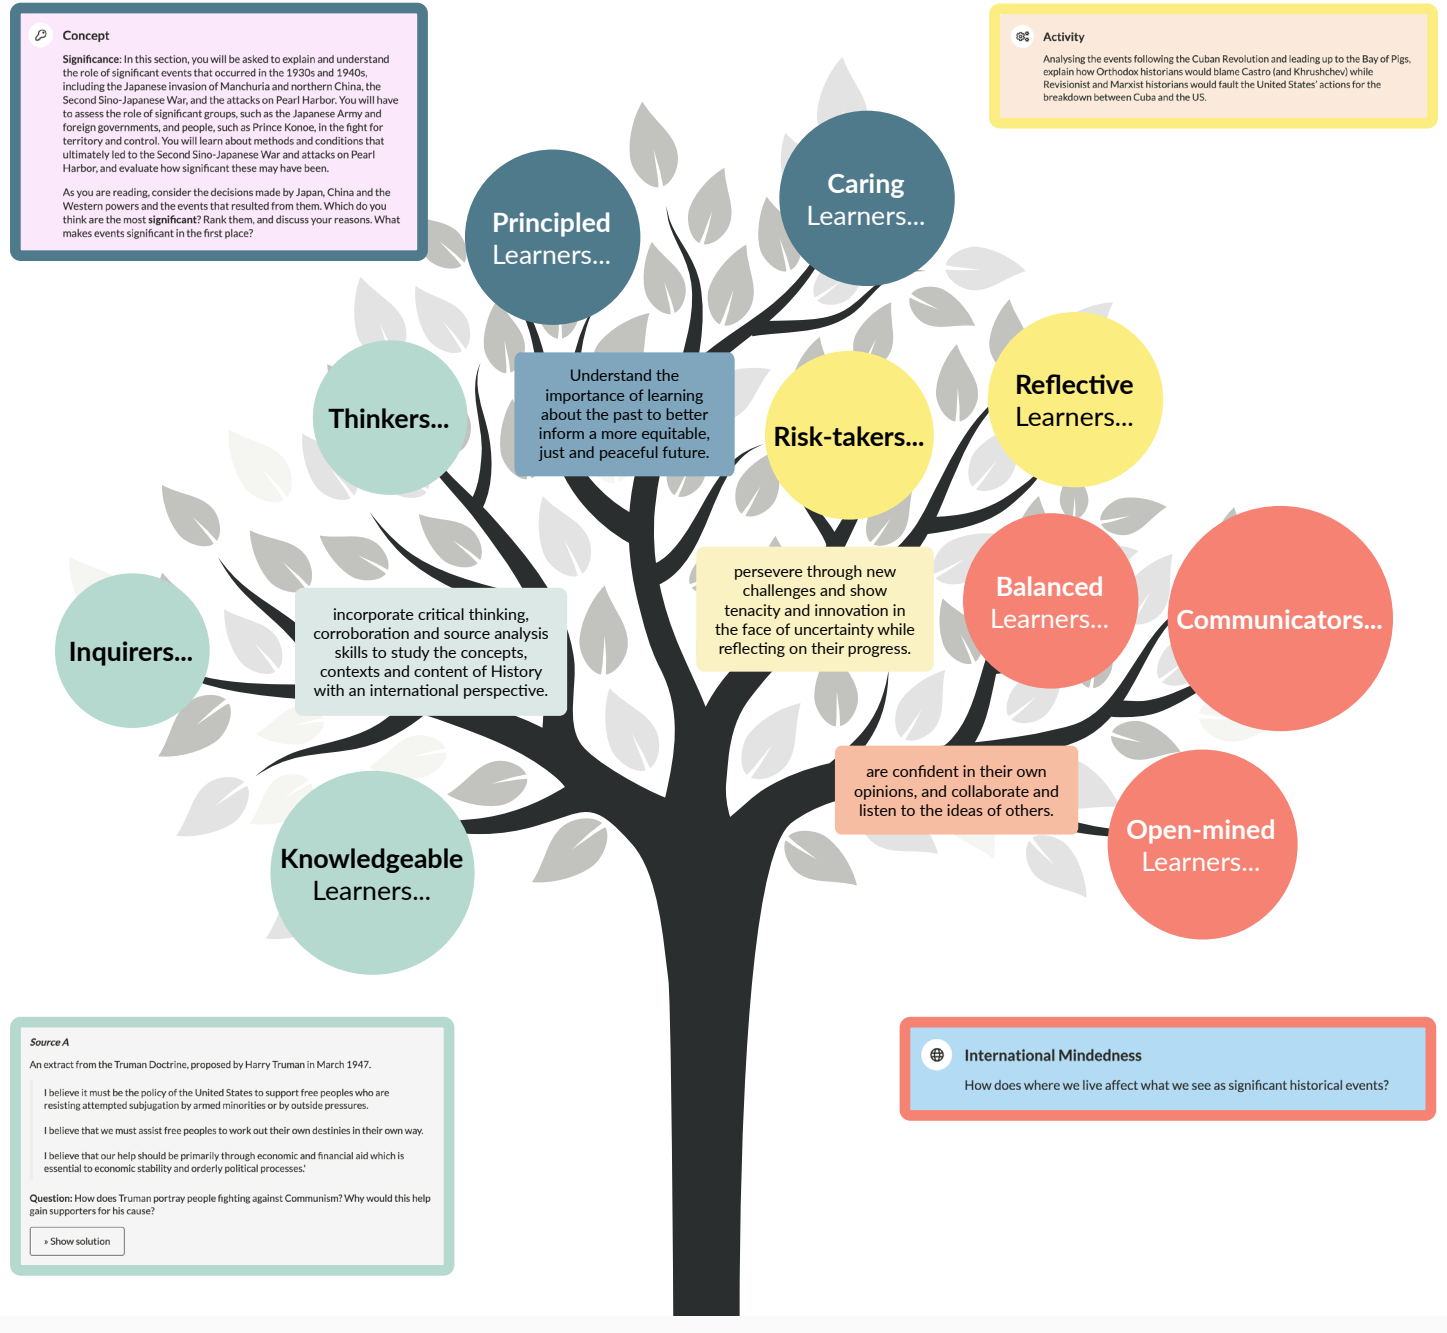 Concept
Significance: In this section, you will be asked to explain and understand
the role of significant events that occurred in the 1930s and 1940s,
including the Japanese invasion of Manchuria and northern China, the
Second Sino-Japanese War, and the attacks on Pearl Harbor. You will have
to assess the role of significant groups, such as the Japanese Army and
foreign governments, and people, such as Prince Konoe, in the fight for
territory and control. You will learn about methods and conditions that
ultimately led to the Second Sino-Japanese War and attacks on Pearl
Harbor, and evaluate how significant these may have been.
As you are reading, consider the decisions made by Japan, China and the
Western powers and the events that resulted from them. Which do you
think are the most significant? Rank them, and discuss your reasons. What
makes events significant in the first place?
Activity
Analysing the events following the Cuban Revolution and leading up to the Bay of Pigs,
explain how Orthodox historians would blame Castro (and Khrushchev) while
Revisionist and Marxist historians would fault the United States' actions for the
breakdown between Cuba and the US.
Principled
Learners...
Caring
Learners...
Understand the
importance of learning
about the past to better
inform a more equitable,
just and peaceful future.
Thinkers...
Inquirers...
Knowledgeable
Learners...
incorporate critical thinking,
corroboration and source analysis
skills to study the concepts,
contexts and content of History
with an international perspective.
Risk-takers...
Reflective
Learners...
persevere through new
challenges and show
tenacity and innovation in
the face of uncertainty while
reflecting on their progress.
Balanced
Learners...
Communicators...
Open-mined
Learners...
are confident in their own
opinions, and collaborate and
listen to the ideas of others.
Source A
An extract from the Truman Doctrine, proposed by Harry Truman in March 1947.
I believe it must be the policy of the United States to support free peoples who are
resisting attempted subjugation by armed minorities or by outside pressures.
I believe that we must assist free peoples to work out their own destinies in their own way.
I believe that our help should be primarily through economic and financial aid which is
essential to economic stability and orderly political processes.'
Question: How does Truman portray people fighting against Communism? Why would this help
gain supporters for his cause?
» Show solution
International Mindedness
How does where we live affect what we see as significant historical events?